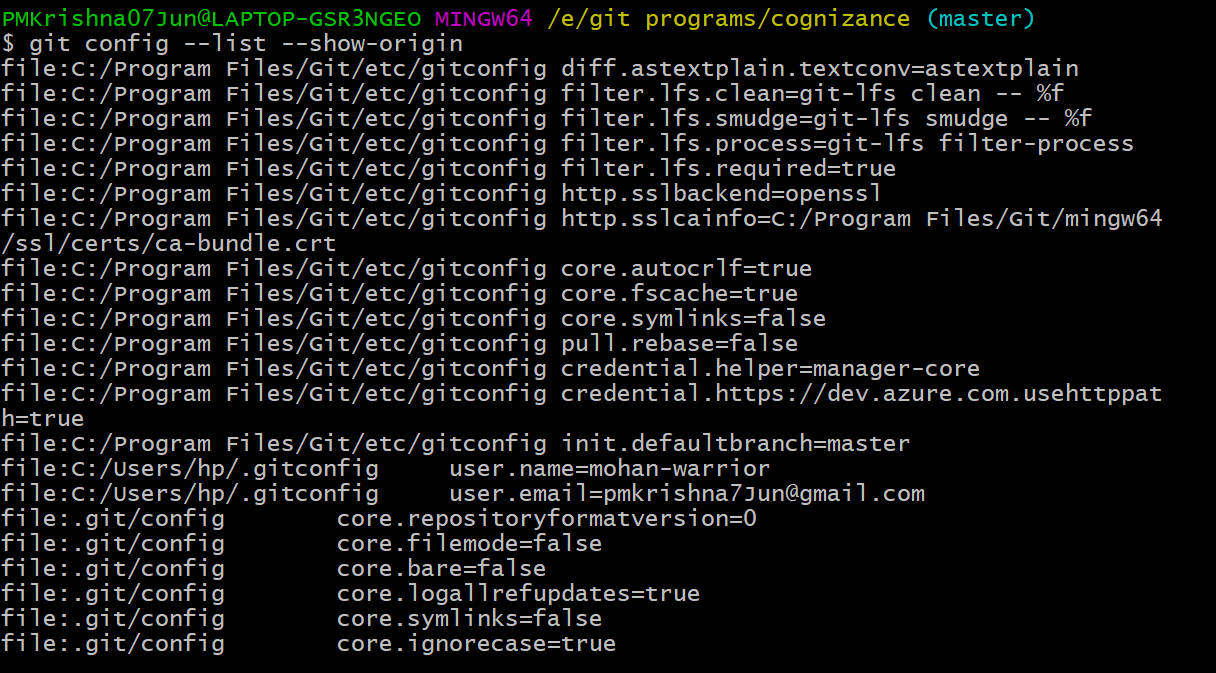 PMKrishna07Jun@LAPTOP-GSR3NGEO MINGW64 /e/git programs/cognizance (master)
$ git config --list --show-origin
file:C:/Program Files/Git/etc/gitconfig diff.astextplain.textconv=astextplain
file:C:/Program Files/Git/etc/gitconfig filter.lfs.clean=git-lfs clean -- %f
file:C:/Program Files/Git/etc/gitconfig filter.lfs.smudge=git-lfs smudge -- %f
file:C:/Program Files/Git/etc/gitconfig filter.lfs.process=git-lfs filter-process
file:C:/Program Files/Git/etc/gitconfig filter.lfs.required=true
file:C:/Program Files/Git/etc/gitconfig http.sslbackend=openssl
file:C:/Program Files/Git/etc/gitconfig http.sslcainfo=C:/Program Files/Git/mingw64
/ssl/certs/ca-bundle.crt
file:C:/Program Files/Git/etc/gitconfig core.autocrlf=true
file:C:/Program Files/Git/etc/gitconfig core.fscache=true
file:C:/Program Files/Git/etc/gitconfig core.symlinks=false
file:C:/Program Files/Git/etc/gitconfig pull.rebase=false
file:C:/Program Files/Git/etc/gitconfig credential.helper=manager-core
file:C:/Program Files/Git/etc/gitconfig credential.https://dev.azure.com.usehttppat
h=true
file:C:/Program Files/Git/etc/gitconfig init.defaultbranch=master
file:C:/Users/hp/.gitconfig     user.name=mohan-warrior
file:C:/Users/hp/.gitconfig     user.email=pmkrishna7Jun@gmail.com
file:.git/config        core.repositoryformatversion=0
file:.git/config        core.filemode=false
file:.git/config        core.bare=false
file:.git/config        core.logallrefupdates=true
file:.git/config        core.symlinks=false
file:.git/config        core.ignorecase=true